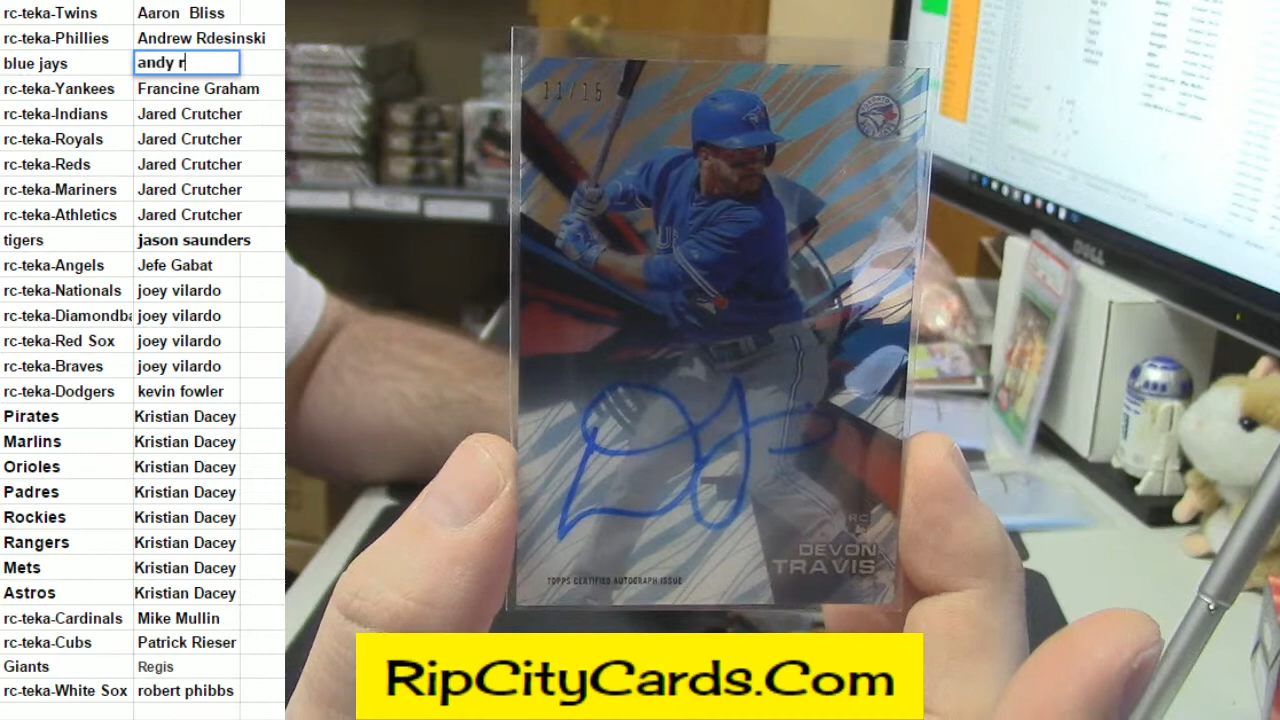 rc-teka-Twins Aaron Bliss
rc-teka-Phillies Andrew Rdesinski
blue jays andy r
rc-teka-Yankees Francine Graham
rc-teka-Indians Jared Crutcher
rc-teka-Royals Jared Crutcher
rc-teka-Reds Jared Crutcher
rc-teka-Mariners Jared Crutcher
rc-teka-Athletics Jared Crutcher
tigers jason saunders
rc-teka-Angels Jefe Gabat
rc-teka-Nationals joey vilardo
rc-teka-Diamondba joey vilardo
rc-teka-Red Sox joey vilardo
rc-teka-Braves joey vilardo
rc-teka-Dodgers kevin fowler
Pirates Kristian Dacey
Marlins Kristian Dacey
Orioles Kristian Dacey
Padres Kristian Dacey
Rockies Kristian Dacey
Rangers Kristian Dacey
Mets Kristian Dacey
Astros Kristian Dacey
rc-teka-Cardinals Mike Mullin
rc-teka-Cubs Patrick Rieser
Giants Regis
rc-teka-White Sox robert phibbs
11/15
RC
DEVON
TRAVIS
TOPPS CERTIFIED AUTOGRAPH ISSUE
DELL
RipCityCards.Com